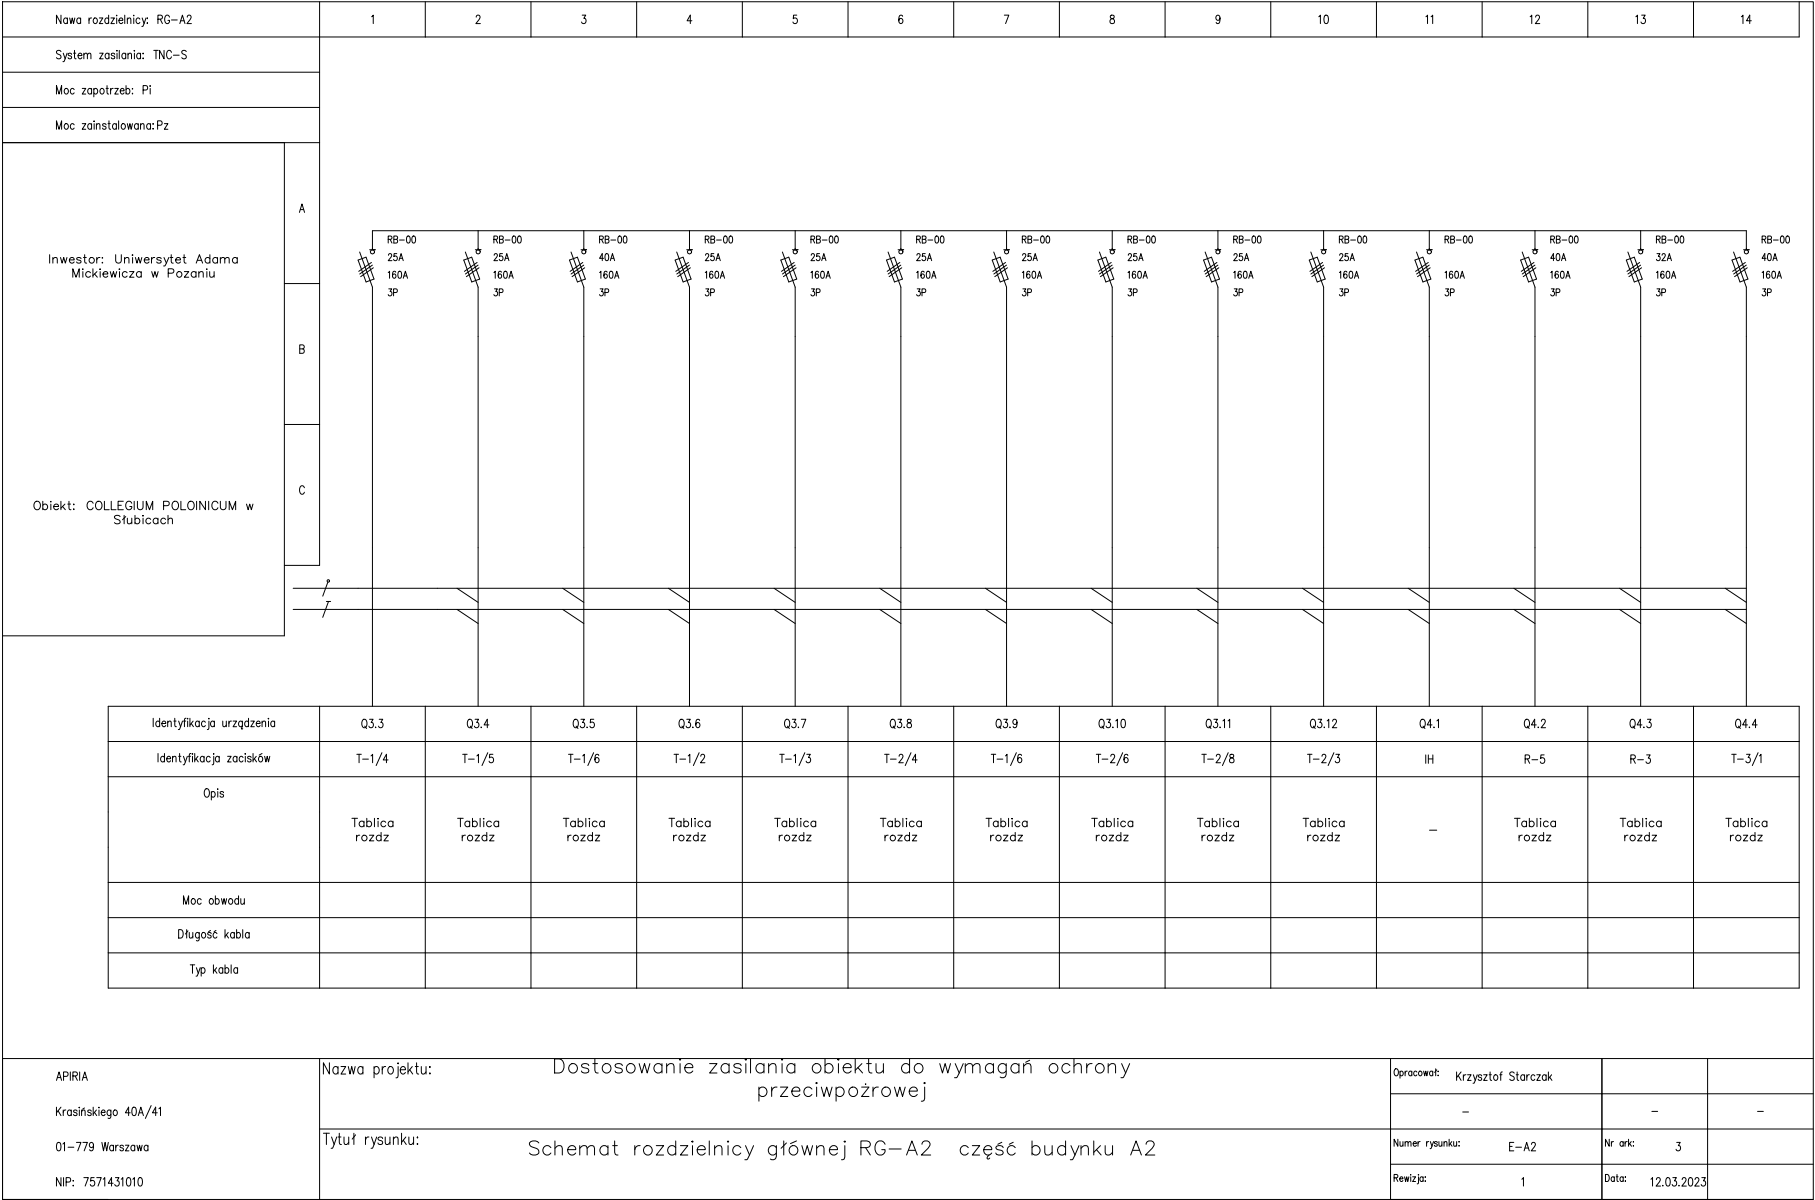 Nawa rozdzielnicy: RG-A2 1 2 3 4 5 6 7 8 9 10 11 12 13 14
System zasilania: TNC-S
Moc zapotrzeb: Pi
Moc zainstalowana:Pz
A
RB-00 RB-00 RB-00 RB-00 RB-00 RB-00 RB-00 RB-00 RB-00 RB-00 RB-00 RB-00 RB-00 RB-00
25A 25A 40A 25A 25A 25A 25A 25A 25A 25A 40A 32A 40A
160A 160A 160A 160A 160A 160A 160A 160A 160A 160A 160A 160A 160A 160A
3P 3P 3P 3P 3P 3P 3P 3P 3P 3P 3P 3P 3P
Inwestor: Uniwersytet Adama
Mickiewicza w Pozaniu
B
C
Obiekt: COLLEGIUM POLOINICUM w
Słubicach
Identyfikacja urządzenia Q3.3 Q3.4 Q3.5 Q3.6 Q3.7 Q3.8 Q3.9 Q3.10 Q3.11 Q3.12 Q4.1 Q4.2 Q4.3 Q4.4
Identyfikacja zacisków T-1/4 T-1/5 T-1/6 T-1/2 T-1/3 T-2/4 T-1/6 T-2/6 T-2/8 T-2/3 IH R-5 R-3 T-3/1
Opis
Tablica Tablica Tablica Tablica Tablica Tablica Tablica Tablica Tablica Tablica - Tablica Tablica Tablica
rozdz rozdz rozdz rozdz rozdz rozdz rozdz rozdz rozdz rozdz rozdz rozdz rozdz
Moc obwodu
Długość kabla
Typ kabla
APIRIA
Krasińskiego 40A/41
01-779 Warszawa
NIP: 7571431010
Nazwa projektu: Dostosowanie zasilania obiektu do wymagań ochrony
przeciwpożrowej
Tytuł rysunku: Schemat rozdzielnicy głównej RG-A2 część budynku A2
Opracował: Krzysztof Starczak
- - -
Numer rysunku: E-A2 Nr ark: 3
Rewizja: 1 Data: 12.03.2023